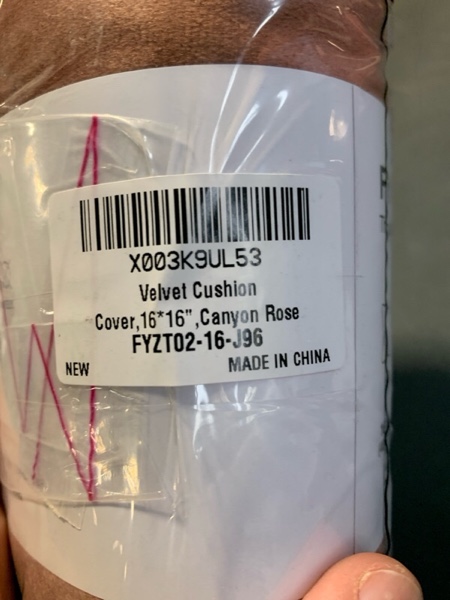 X003K9UL53
Velvet Cushion
Cover,16*16",Canyon Rose
FYZT02-16-J96
NEW
MADE IN CHINA